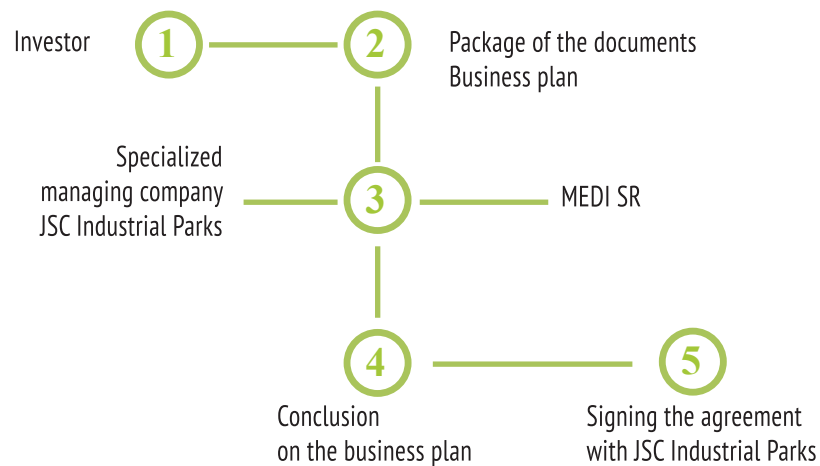 Investor
1
2
Package of the documents
Business plan
Specialized
managing company
JSC Industrial Parks
3
MEDI SR
4
5
Conclusion
on the business plan
Signing the agreement
with JSC Industrial Parks